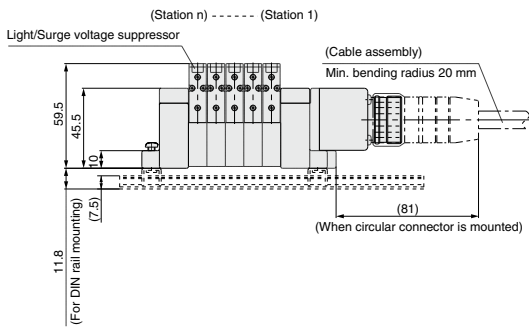 (Station n) ------ (Station 1)
Light/Surge voltage suppressor
(Cable assembly)
Min. bending radius 20 mm
59.5
45.5
10
(7.5)
11.8
(For DIN rail mounting)
(81)
(When circular connector is mounted)